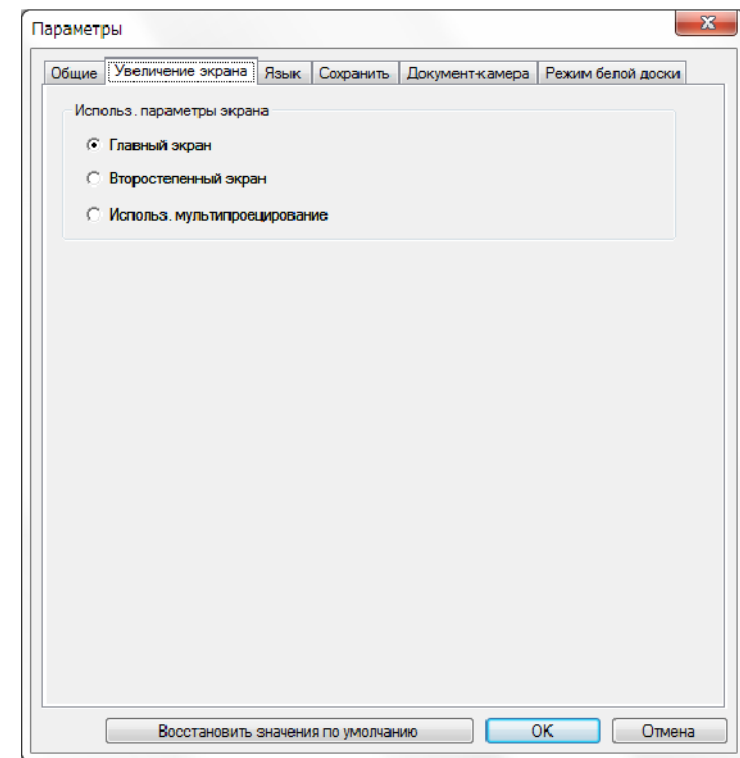 Параметры
Общие Увеличение экрана Язык Сохранить Документ-камера Режим белой доски
Использ. параметры экрана
Главный экран
Второстепенный экран
Использ. мультипроецирование
Восстановить значения по умолчанию OK Отмена